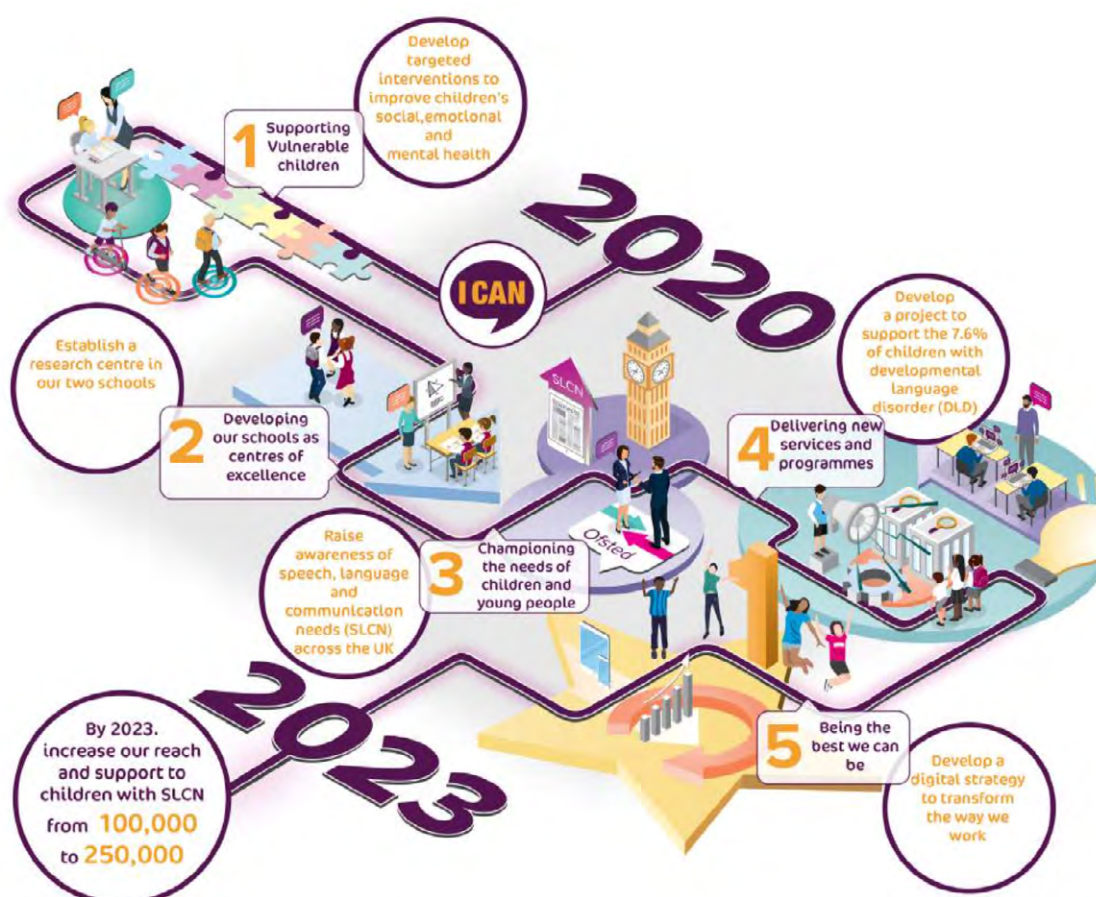 Develop
targeted
interventions to
improve children's
social,emotional
and
mental health
1
Supporting
Vulnerable
children
2020
I CAN
Establish a
research centre in
our two schools
2
Developing
our schools as
centres of
excellence
SLCN
Develop
a project to
support the 7.6%
of children with
developmental
language
disorder (DLD)
4
Delivering new
services and
programmes
Ofsted
Raise
awareness of
speech, language
and
communication
needs (SLCN)
across the UK
3
Championing
the needs of
children and
young people
1
2023
By 2023.
increase our reach
and support to
children with SLCN
from 100,000
to 250,000
5
Being the
best we can
be
Develop a
digital strategy
to transform
the way we
work